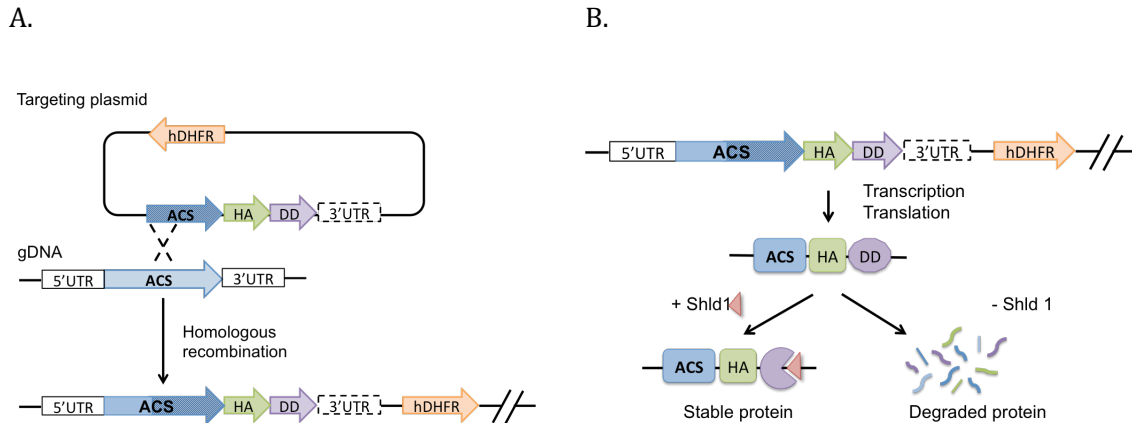 A.
Targeting plasmid
hDHFR
ACS HA DD 3'UTR
gDNA
5'UTR ACS 3'UTR
Homologous
recombination
5'UTR ACS HA DD 3'UTR hDHFR
B.
5'UTR ACS HA DD 3'UTR hDHFR
Transcription
Translation
ACS HA DD
+ Shld1 - Shld 1
ACS HA
Stable protein Degraded protein